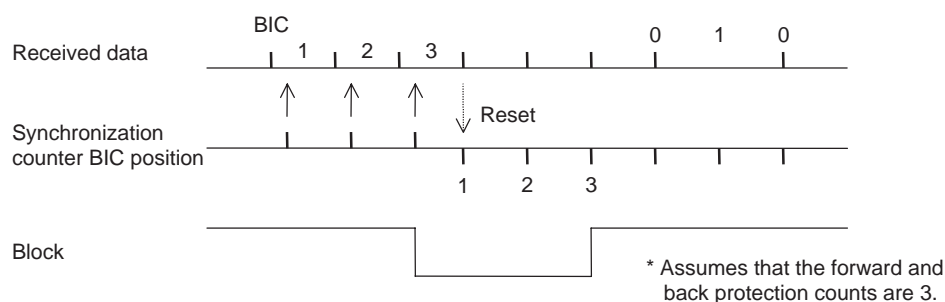 BIC
Received data 1 2 3 0 1 0
Reset
Synchronization
counter BIC position
1 2 3
Block
* Assumes that the forward and
back protection counts are 3.